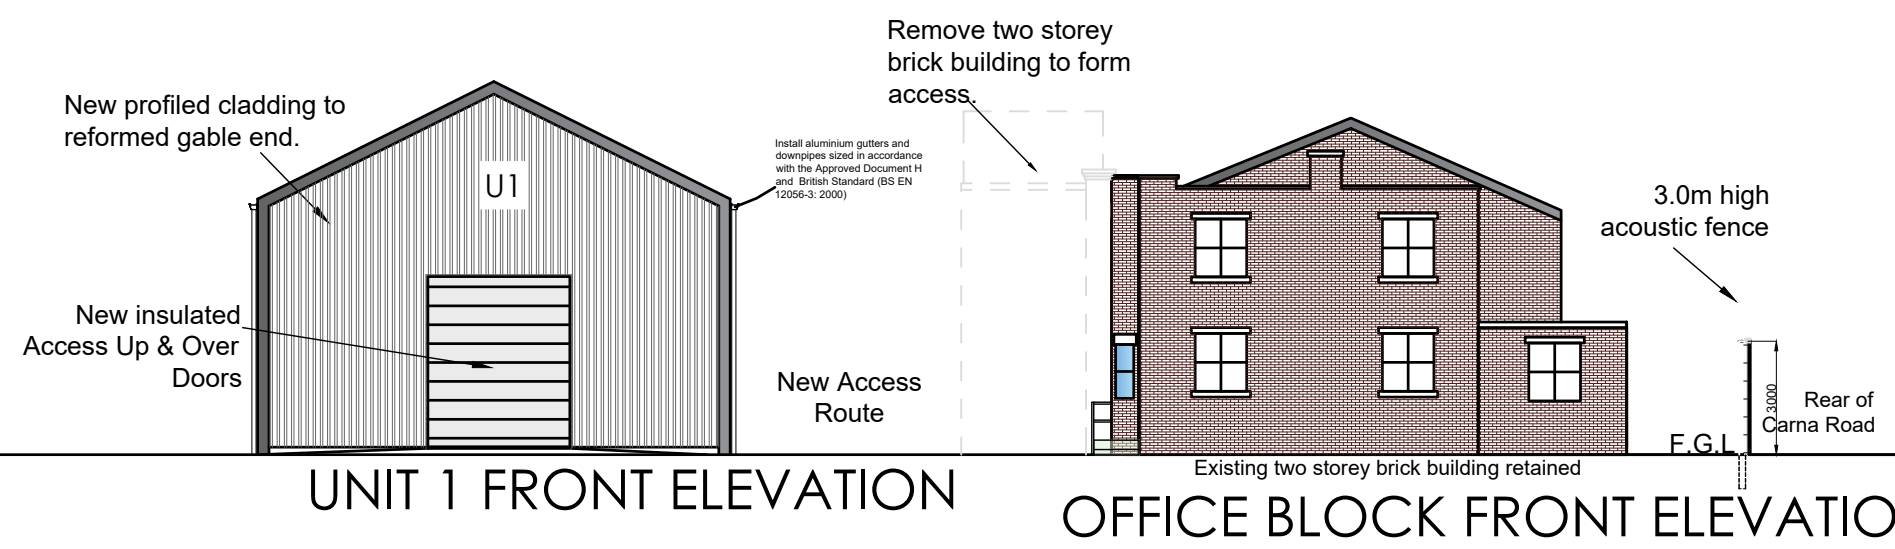 Remove two storey
brick building to form
access.
New profiled cladding to
reformed gable end.
Install aluminium gutters and
downpipes sized in accordance
with the Approved Document H
and British Standard (BS EN
12056-3: 2000)
U1
3.0m high
acoustic fence
New insulated
Access Up & Over
Doors
New Access
Route
3000
Rear of
Carna Road
F.G.L
Existing two storey brick building retained
UNIT 1 FRONT ELEVATION
OFFICE BLOCK FRONT ELEVATIO